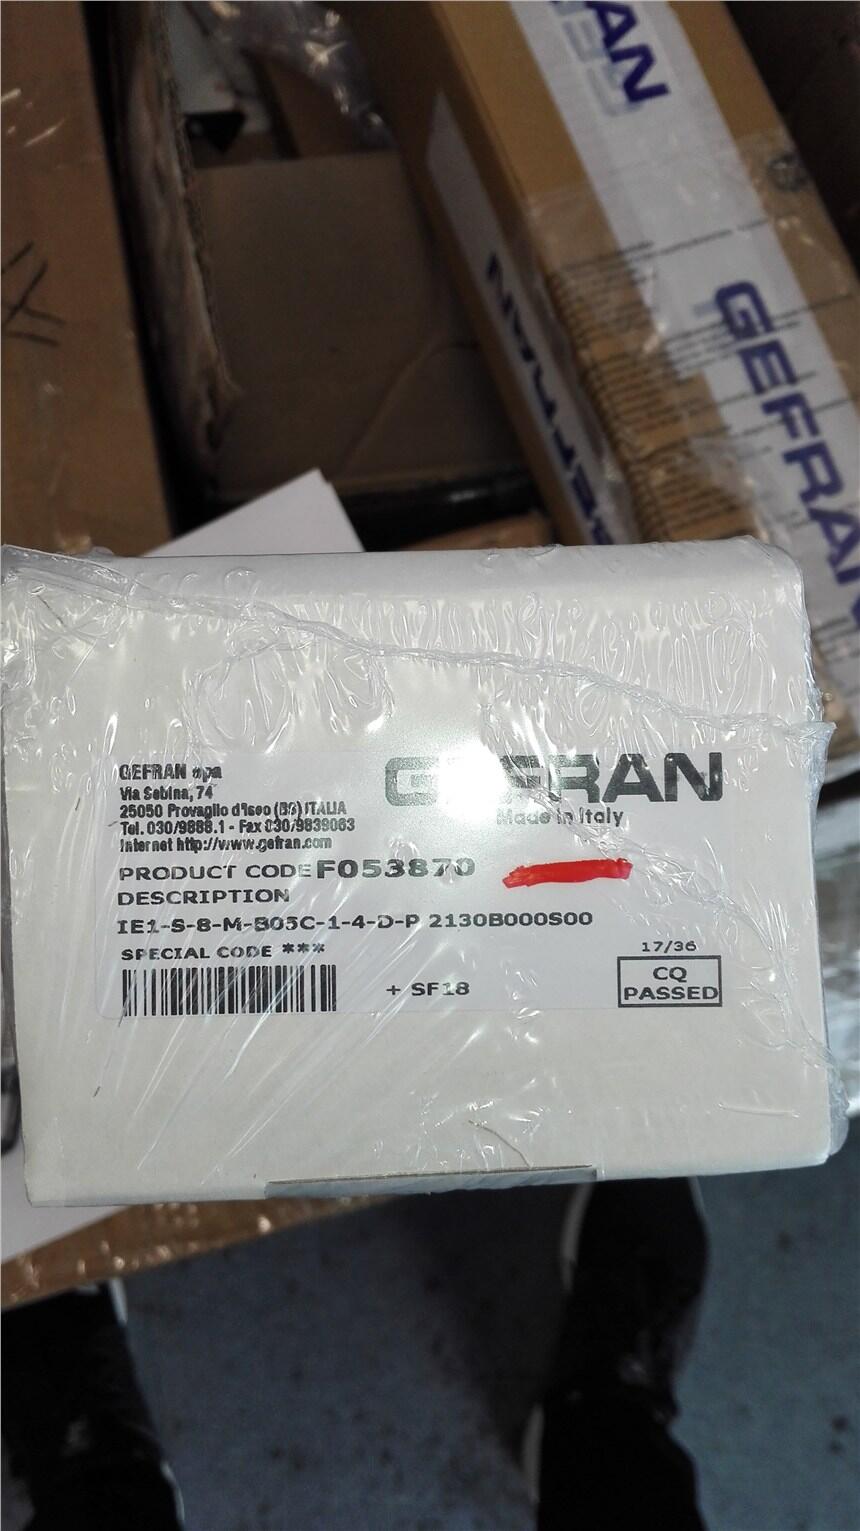 AN
GEFRAN
GEFRAN
GEFRAN spa
Via Sebina, 74
25050 Provaglio d'Iseo (BS) ITALIA
Tel. 030/9888.1 - Fax 030/9839063
Internet http://www.gefran.com
GEFRAN
Made in Italy
PRODUCT CODE F053870
DESCRIPTION
IE1-S-8-M-B05C-1-4-D-P 2130B000S00
SPECIAL CODE ***
17/36
+ SF18
CQ
PASSED